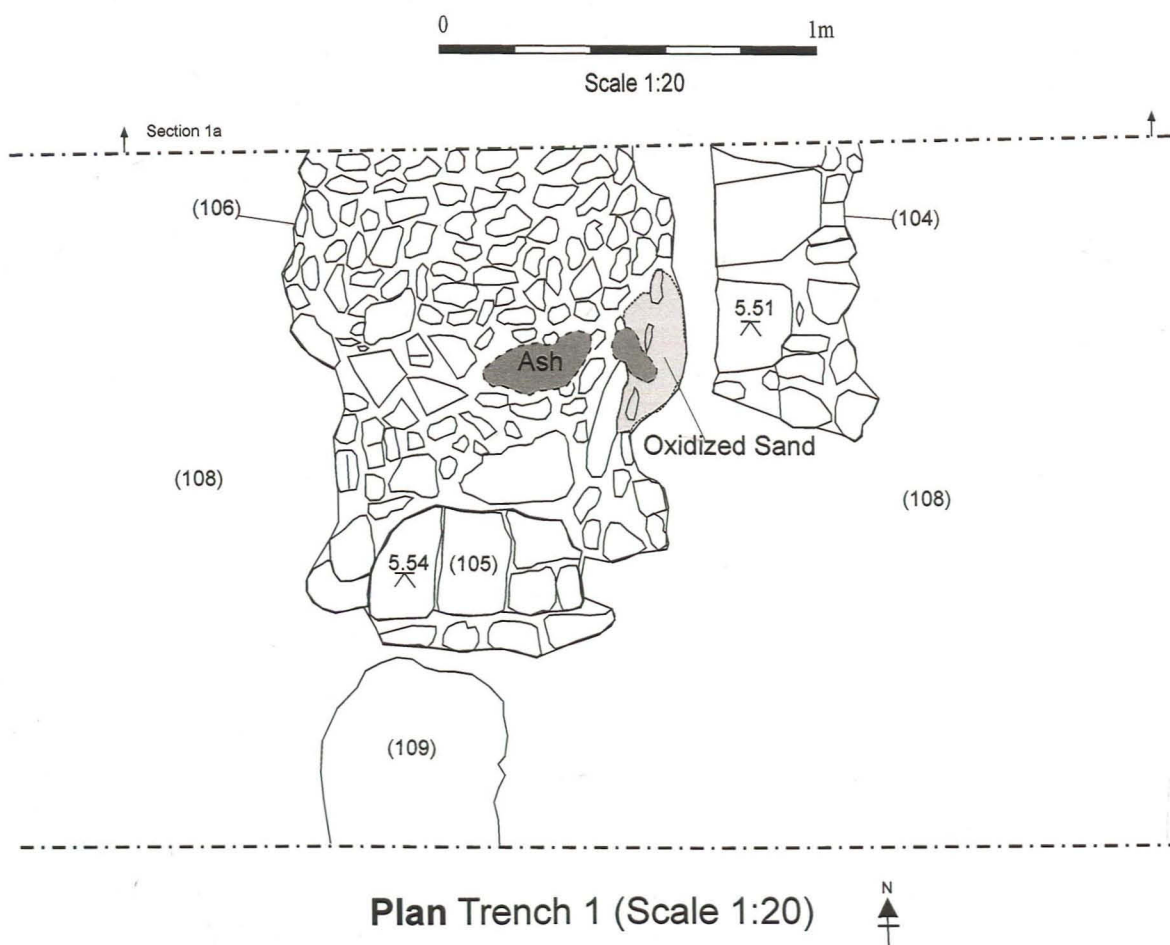 0 1m
Scale 1:20
Section 1a
(106)
(104)
5.51
Ash
Oxidized Sand
(108)
(108)
5.54
(105)
(109)
Plan Trench 1 (Scale 1:20)
N